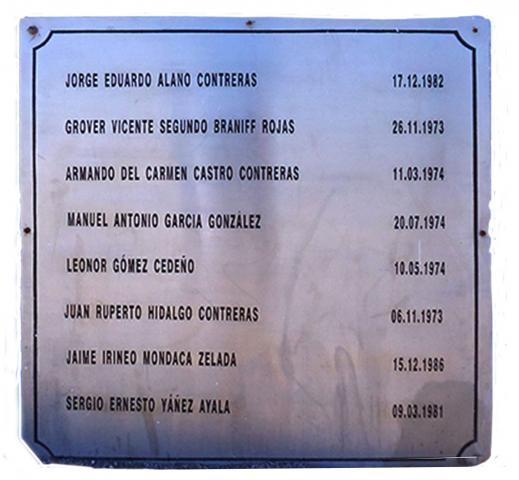 JORGE EDUARDO ALANO CONTRERAS 17.12.1982
GROVER VICENTE SEGUNDO BRANIFF ROJAS 26.11.1973
ARMANDO DEL CARMEN CASTRO CONTRERAS 11.03.1974
MANUEL ANTONIO GARCIA GONZÁLEZ 20.07.1974
LEONOR GÓMEZ CEDEÑO 10.05.1974
JUAN RUPERTO HIDALGO CONTRERAS 06.11.1973
JAIME IRINEO MONDACA ZELADA 15.12.1986
SERGIO ERNESTO YÁÑEZ AYALA 09.03.1981